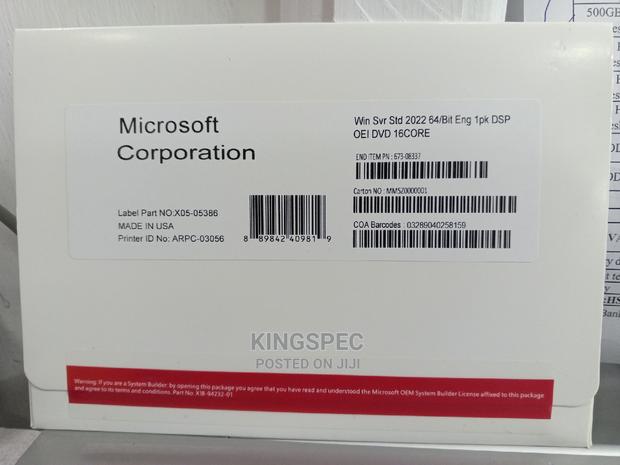 500GB
Microsoft
Corporation
Win Svr Std 2022 64/Bit Eng 1pk DSP
OEI DVD 16CORE
END ITEM PN : 673-08337
Carton NO : MMSZ0000001
Label Part NO:X05-05386
MADE IN USA
Printer ID No: ARPC-03056
8 89842 40981 9
COA Barcodes : 03289040258159
KINGSPEC
POSTED ON JIJI
Warning: If you are a System Builder: by opening this package you agree that you have read and understood the Microsoft OEM System Builder License affixed to this package
and agree to its terms and conditions. Part No. X18-04232-01